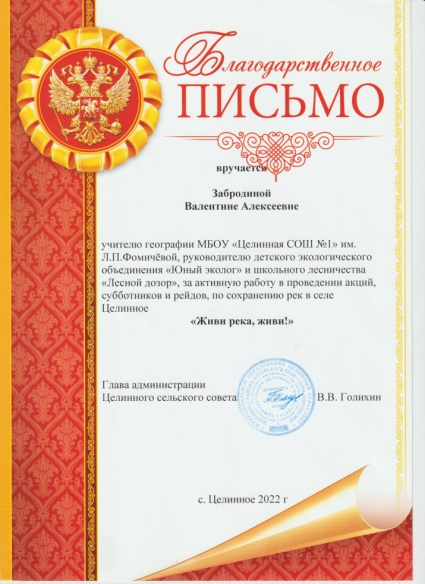 Благодарственное
ПИСЬМО
вручается
Забродиной
Валентине Алексеевне
учителю географии МБОУ «Целинная СОШ №1» им.
Л.П.Фомичёвой, руководителю детского экологического
объединения «Юный эколог» и школьного лесничества
«Лесной дозор», за активную работу в проведении акций,
субботников и рейдов, по сохранению рек в селе
Целинное
«Живи река, живи!»
Глава администрации
Целинного сельского совета В.В. Голихин
с. Целинное 2022 г